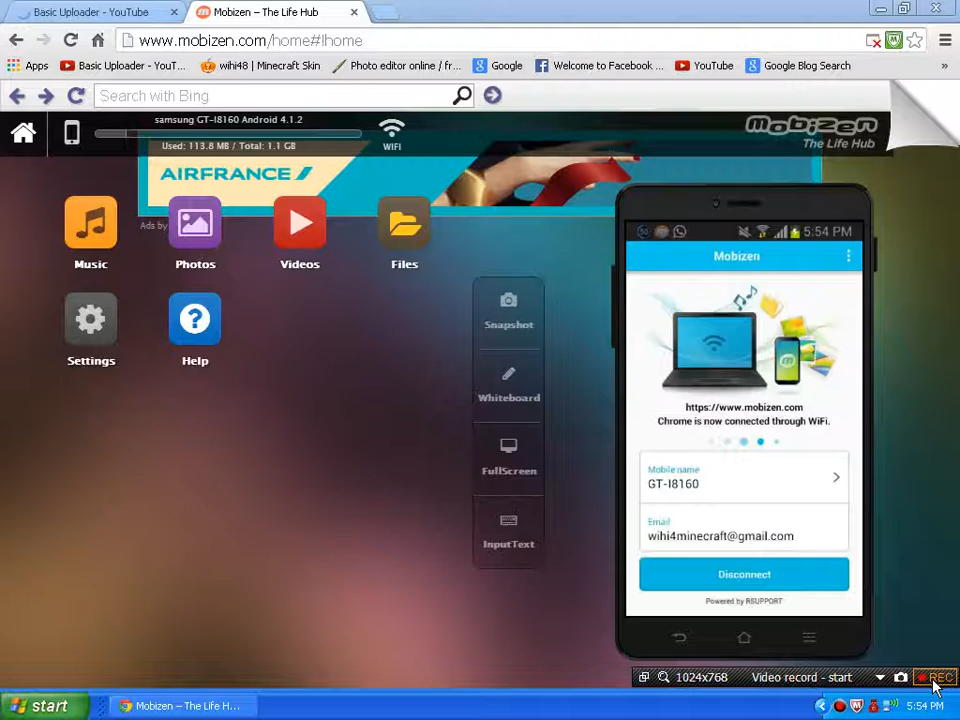 Basic Uploader - YouTube
Mobizen – The Life Hub
www.mobizen.com/home#!home
Apps
Basic Uploader - YouT...
wihi48 | Minecraft Skin
Photo editor online / fr...
Google
Welcome to Facebook ...
YouTube
Google Blog Search
»
Search with Bing
samsung GT-I8160 Android 4.1.2
Used: 113.8 MB / Total: 1.1 GB
WIFI
mobizen
The Life Hub
AIRFRANCE
Ads by
Music
Photos
Videos
Files
Settings
Help
Snapshot
Whiteboard
FullScreen
InputText
5:54 PM
Mobizen
https://www.mobizen.com
Chrome is now connected through WiFi.
Mobile name
GT-I8160
Email
wihi4minecraft@gmail.com
Disconnect
Powered by RSUPPORT
1024x768
Video record - start
REC
start
Mobizen – The Life H...
5:54 PM